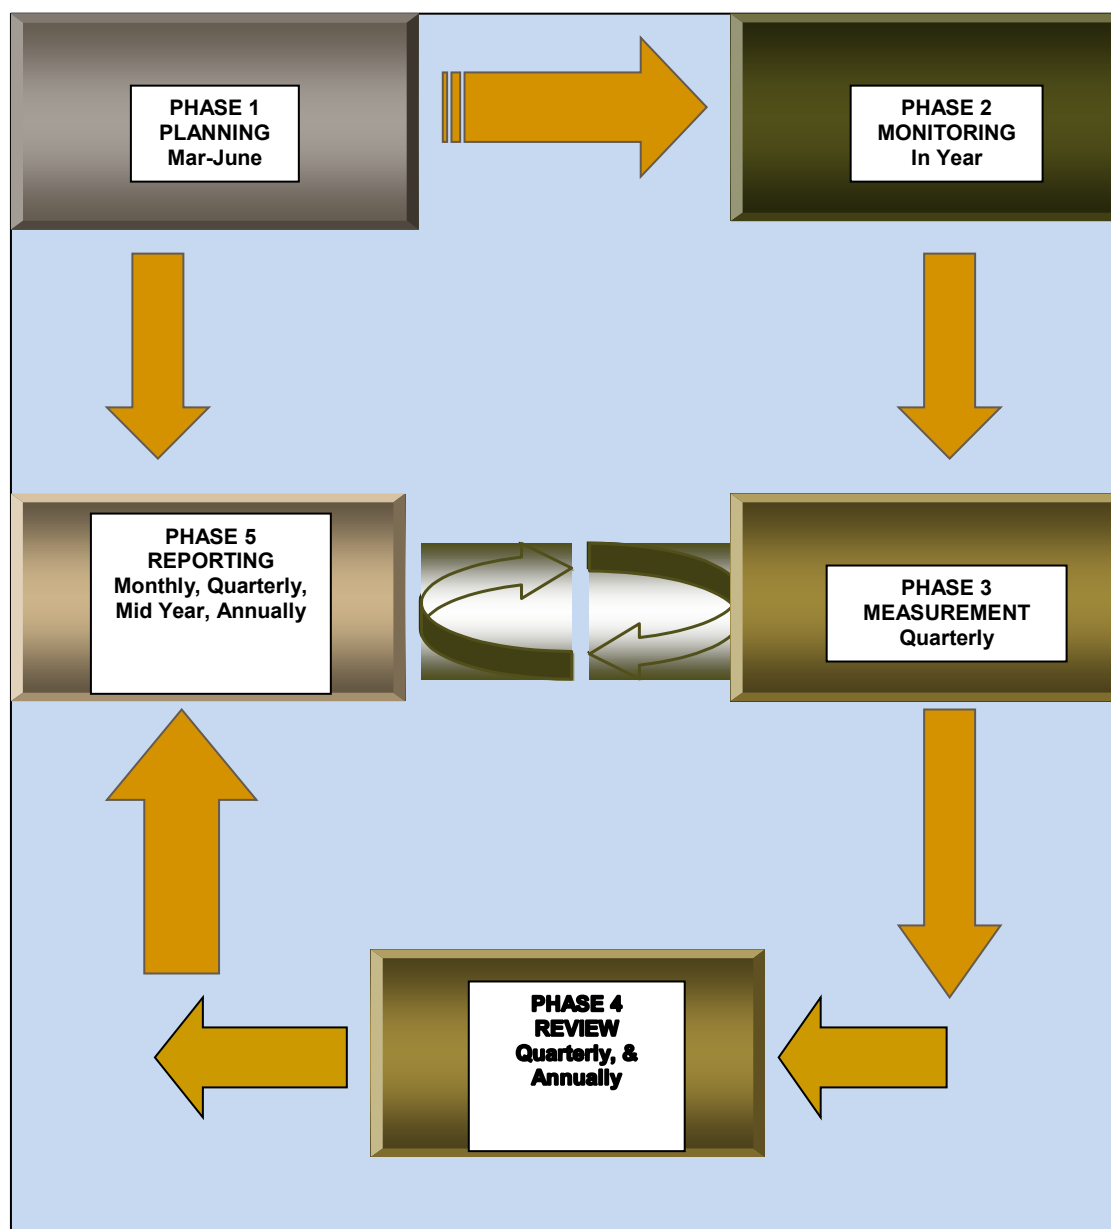 PHASE 1
PLANNING
Mar-June
PHASE 2
MONITORING
In Year
PHASE 5
REPORTING
Monthly, Quarterly,
Mid Year, Annually
PHASE 3
MEASUREMENT
Quarterly
PHASE 4
REVIEW
Quarterly, &
Annually